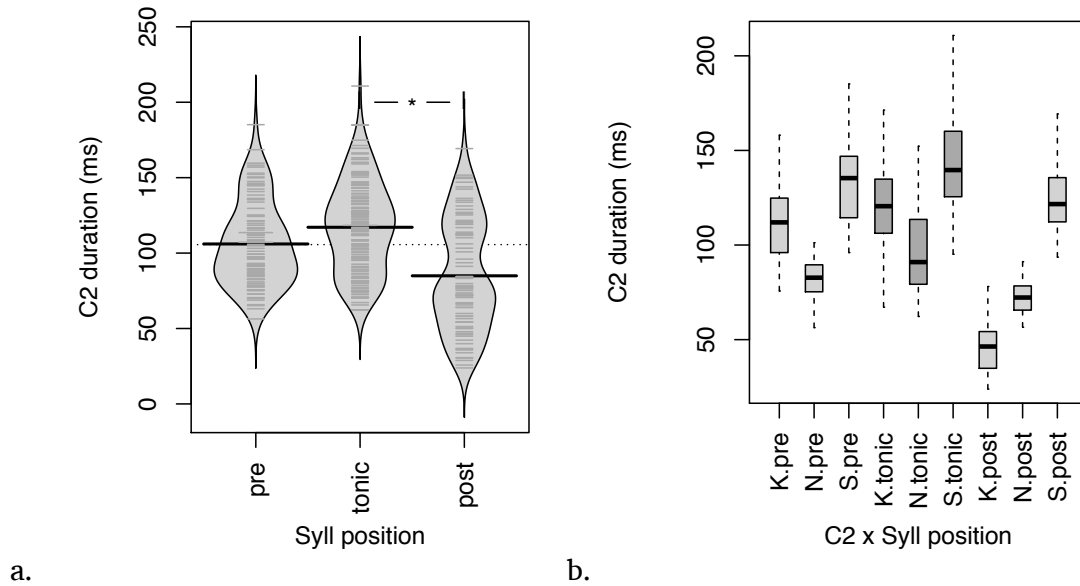 C2 duration (ms)
250
200
150
100
50
0
*
pre
tonic
post
Syll position
a.
C2 duration (ms)
200
150
100
50
K.pre
N.pre
S.pre
K.tonic
N.tonic
S.tonic
K.post
N.post
S.post
C2 x Syll position
b.